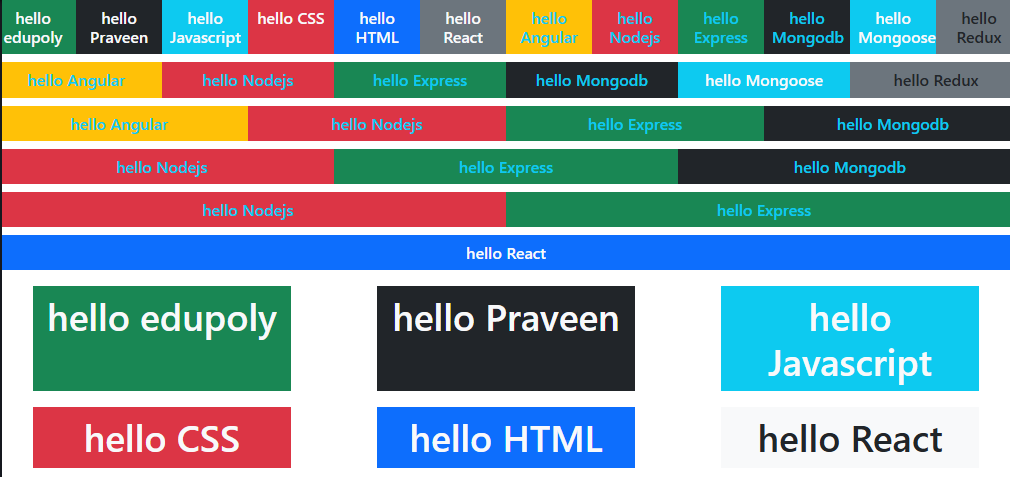 hello edupoly
hello Praveen
hello Javascript
hello CSS
hello HTML
hello React
hello Angular
hello Nodejs
hello Express
hello Mongodb
hello Mongoose
hello Redux
hello Angular
hello Nodejs
hello Express
hello Mongodb
hello Mongoose
hello Redux
hello Angular
hello Nodejs
hello Express
hello Mongodb
hello Nodejs
hello Express
hello Mongodb
hello Nodejs
hello Express
hello React
hello edupoly
hello Praveen
hello Javascript
hello CSS
hello HTML
hello React